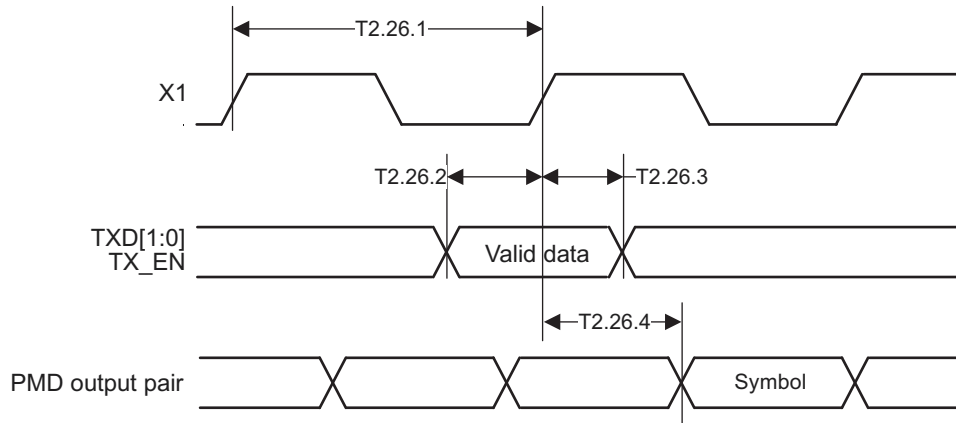 T2.26.1
X1
T2.26.2
T2.26.3
TXD[1:0]
TX_EN
Valid data
T2.26.4
PMD output pair
Symbol